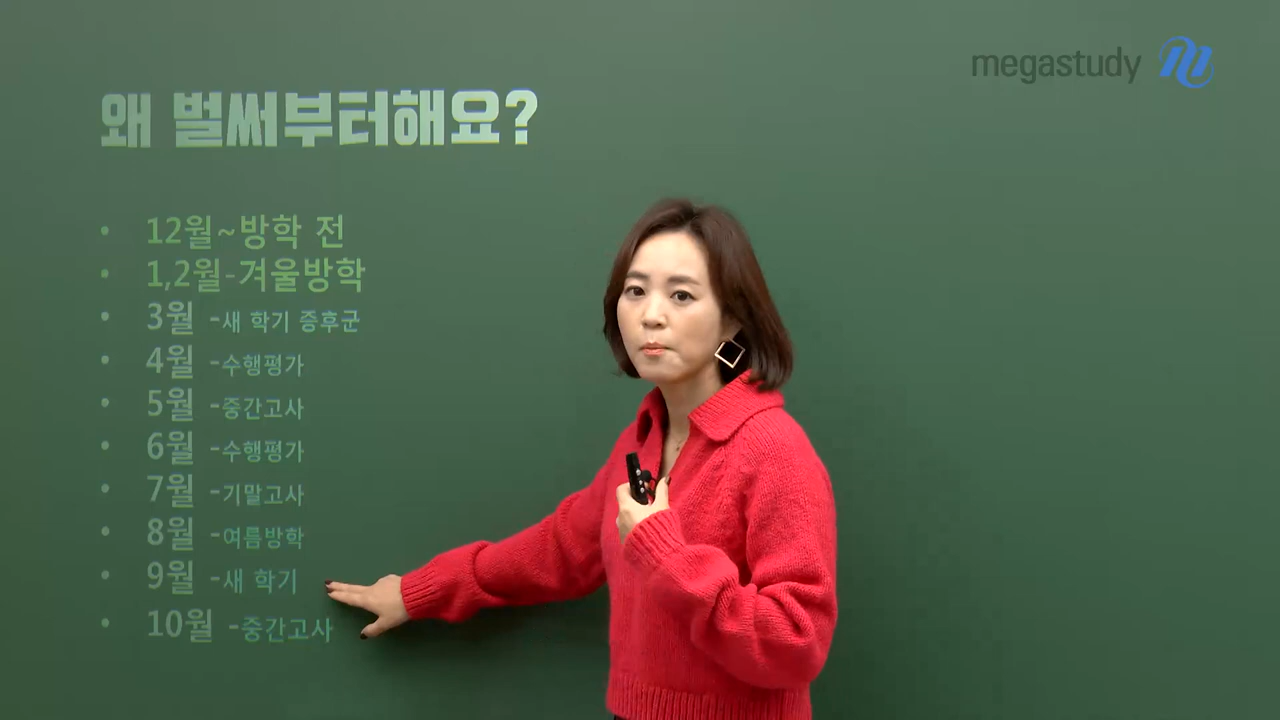 megastudy
왜 벌써부터해요?
• 12월~방학 전
• 1,2월-겨울방학
• 3월 -새 학기 증후군
• 4월 -수행평가
• 5월 -중간고사
• 6월 -수행평가
• 7월 -기말고사
• 8월 -여름방학
• 9월 -새 학기
• 10월 -중간고사